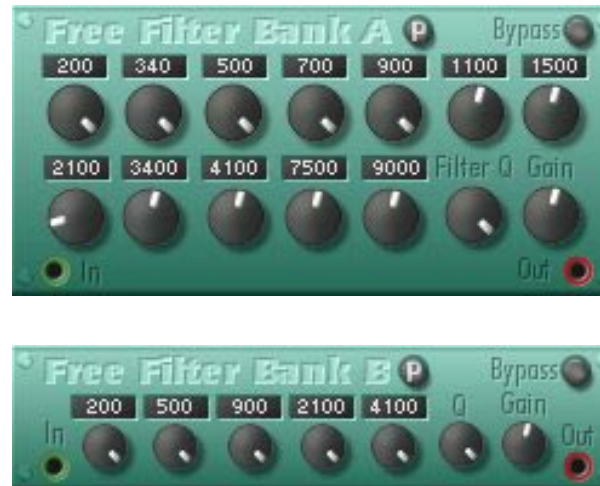 Free Filter Bank A P Bypass
200 340 500 700 900 1100 1500
2100 3400 4100 7500 9000 Filter Q Gain
In Out
Free Filter Bank B P Bypass
200 500 900 2100 4100 Q Gain
In Out